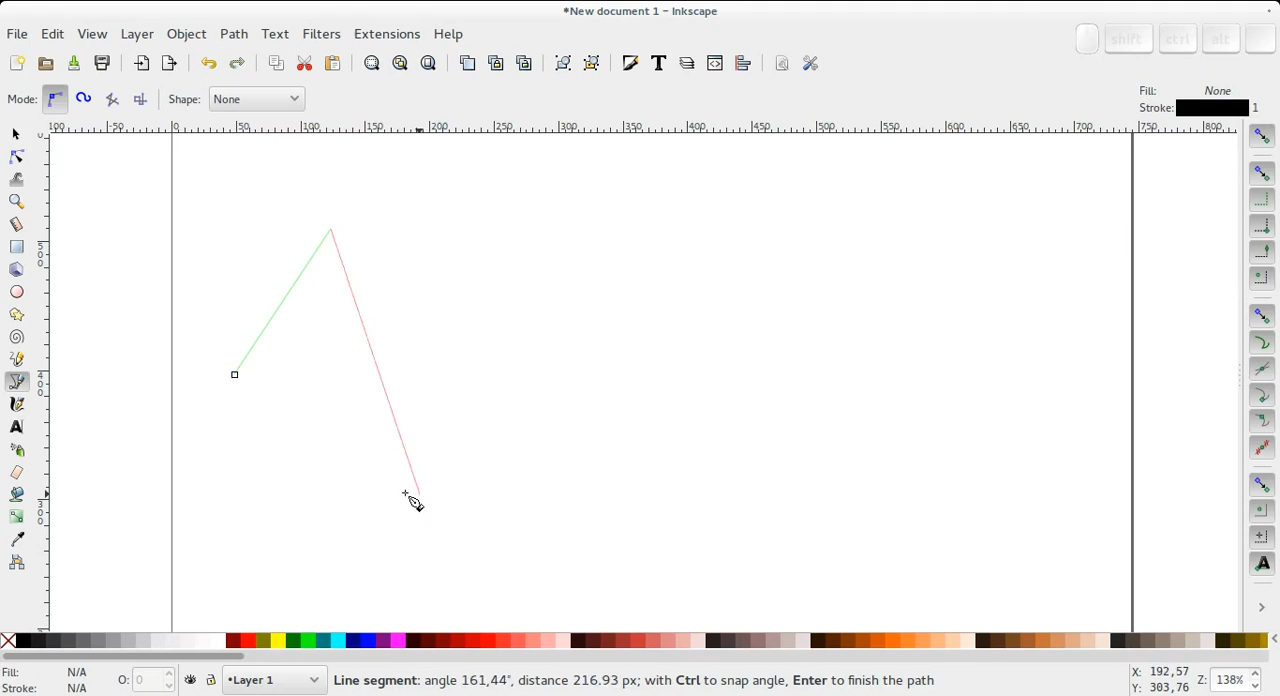 *New document 1 - Inkscape
File Edit View Layer Object Path Text Filters Extensions Help
shift ctrl alt
Mode: Shape: None
Fill: None
Stroke: 1
100 -50 0 50 100 150 200 250 300 350 400 450 500 550 600 650 700 750 800
500
400
300
Fill: N/A
Stroke: N/A
O: 0
•Layer 1
Line segment: angle 161,44°, distance 216.93 px; with Ctrl to snap angle, Enter to finish the path
X: 192,57
Y: 303,76
Z: 138%